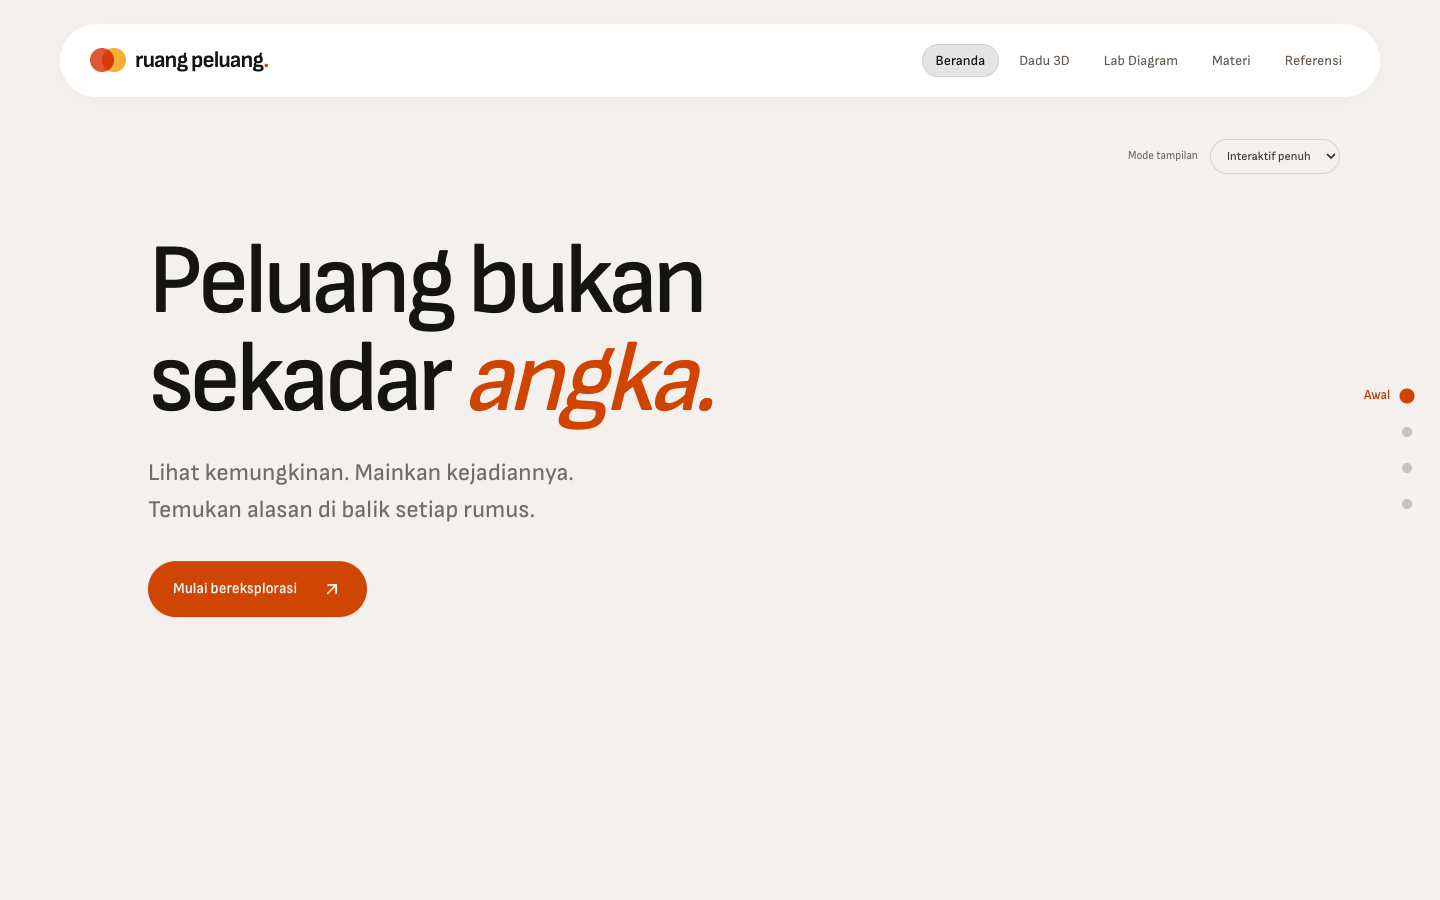 ruang peluang.
Beranda
Dadu 3D
Lab Diagram
Materi
Referensi
Mode tampilan
Interaktif penuh
Peluang bukan
sekadar angka.
Awal
Lihat kemungkinan. Mainkan kejadiannya.
Temukan alasan di balik setiap rumus.
Mulai bereksplorasi